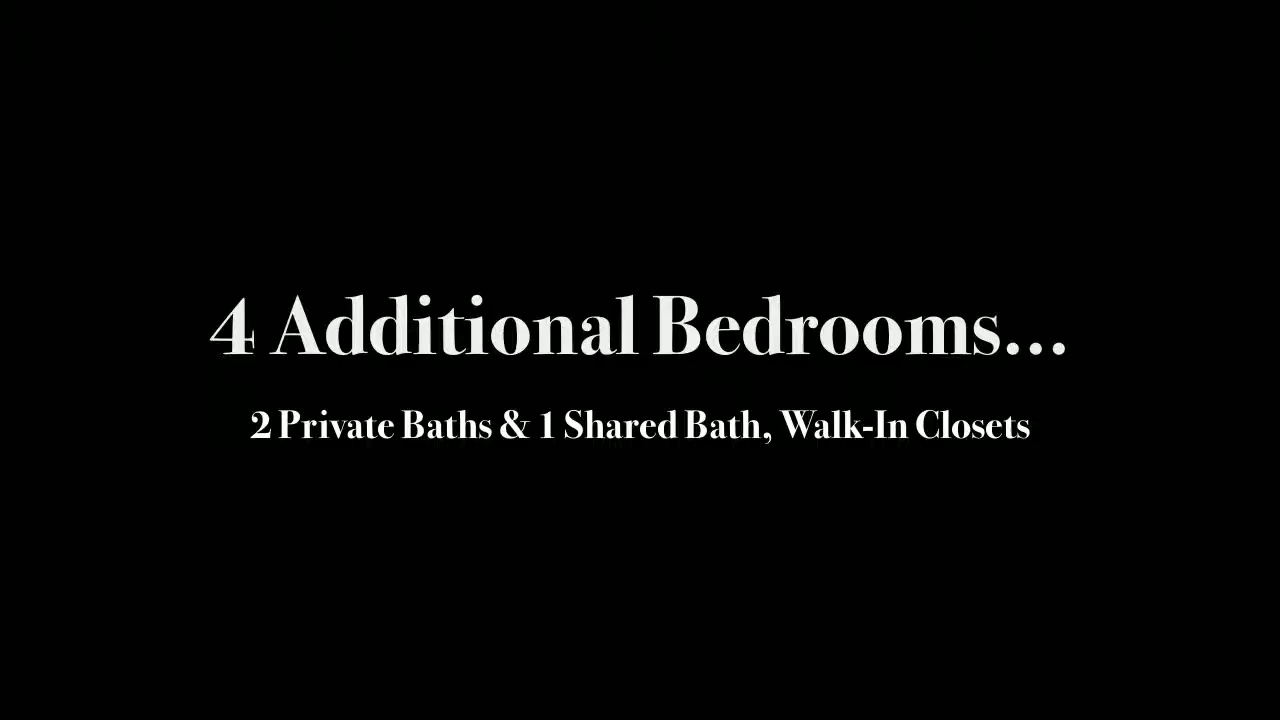 4 Additional Bedrooms...
2 Private Baths & 1 Shared Bath, Walk-In Closets